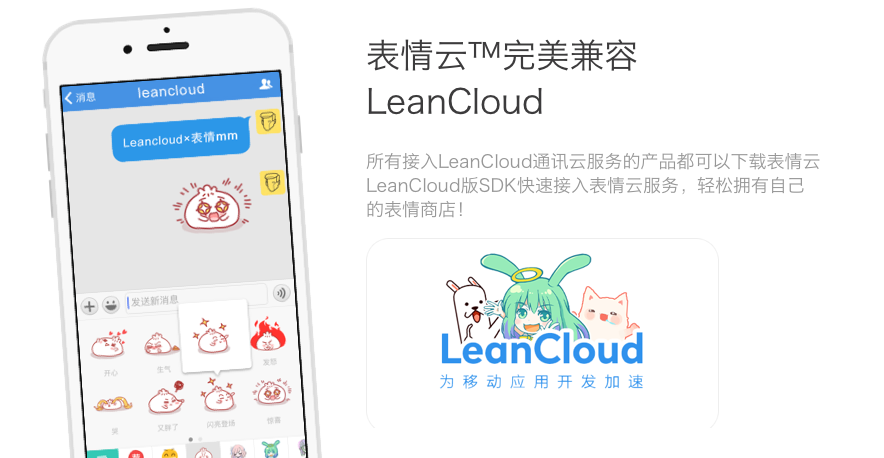 表情云™完美兼容
LeanCloud
所有接入LeanCloud通讯云服务的产品都可以下载表情云
LeanCloud版SDK快速接入表情云服务，轻松拥有自己
的表情商店！
LeanCloud
为移动应用开发加速
消息
leancloud
Leancloud×表情mm
发送新消息
开心
生气
发怒
哭
又胖了
闪亮登场
惊喜